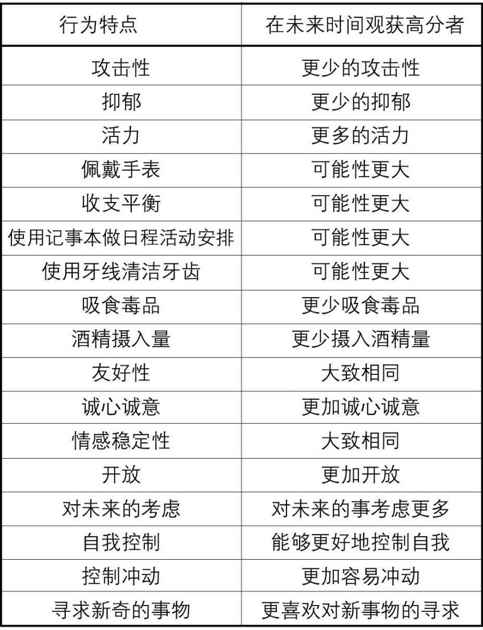 行为特点 在未来时间观获高分者
攻击性 更少的攻击性
抑郁 更少的抑郁
活力 更多的活力
佩戴手表 可能性更大
收支平衡 可能性更大
使用记事本做日程活动安排 可能性更大
使用牙线清洁牙齿 可能性更大
吸食毒品 更少吸食毒品
酒精摄入量 更少摄入酒精量
友好性 大致相同
诚心诚意 更加诚心诚意
情感稳定性 大致相同
开放 更加开放
对未来的考虑 对未来的事考虑更多
自我控制 能够更好地控制自我
控制冲动 更加容易冲动
寻求新奇的事物 更喜欢对新事物的寻求